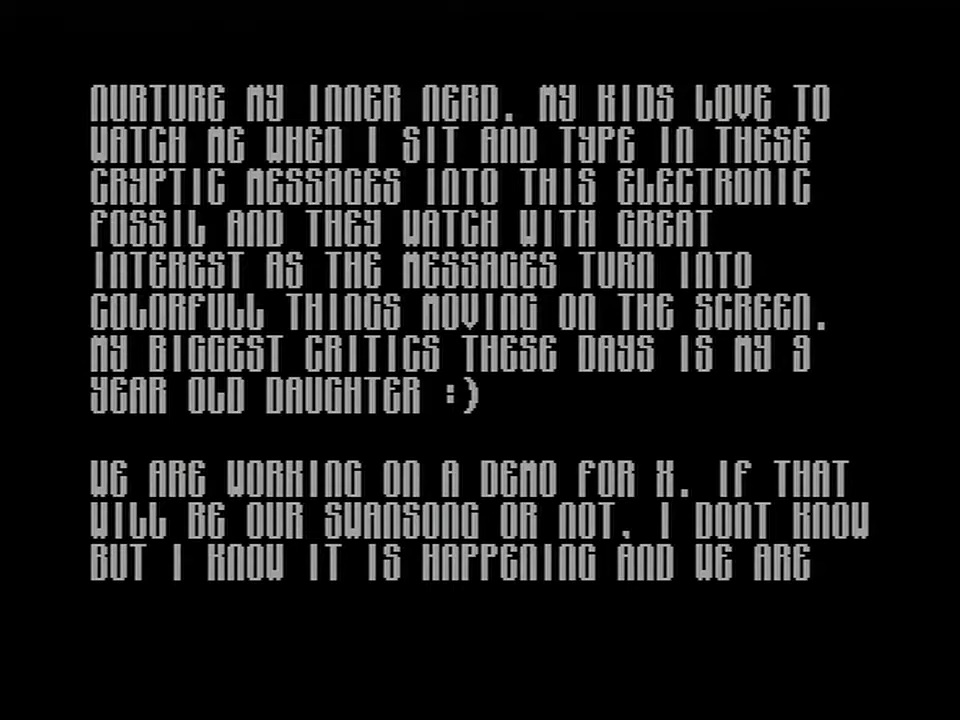 NURTURE MY INNER NERD. MY KIDS LOVE TO
WATCH ME WHEN I SIT AND TYPE IN THESE
CRYPTIC MESSAGES INTO THIS ELECTRONIC
FOSSIL AND THEY WATCH WITH GREAT
INTEREST AS THE MESSAGES TURN INTO
COLORFULL THINGS MOVING ON THE SCREEN.
MY BIGGEST CRITICS THESE DAYS IS MY 9
YEAR OLD DAUGHTER :)
WE ARE WORKING ON A DEMO FOR X. IF THAT
WILL BE OUR SWANSONG OR NOT, I DONT KNOW
BUT I KNOW IT IS HAPPENING AND WE ARE